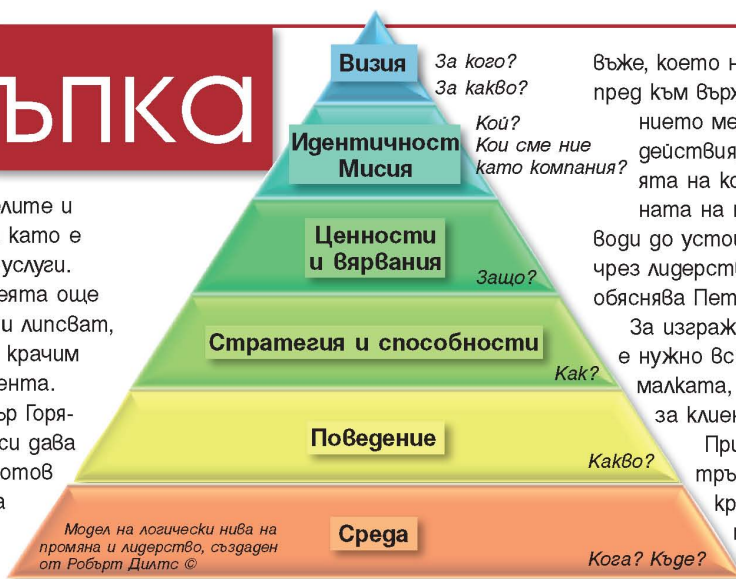 ъпка
лите и
като е
услуги.
еята още
и липсват,
крачим
ента.
ър Горя-
си дава
отов
а
Визия
За кого?
За какво?
Идентичност
Мисия
Кой?
Кои сме ние
като компания?
Ценности
и вярвания
Защо?
Стратегия и способности
Как?
Поведение
Какво?
Среда
Кога? Къде?
Модел на логически нива на
промяна и лидерство, създаден
от Робърт Дилтс ©
въже, което н
пред към върх
нието ме
действия
ята на ко
ната на
води до устои
чрез лидерст
обяснява Пет
За изграж
е нужно вс
малката,
за клиен
При
тръ
кр